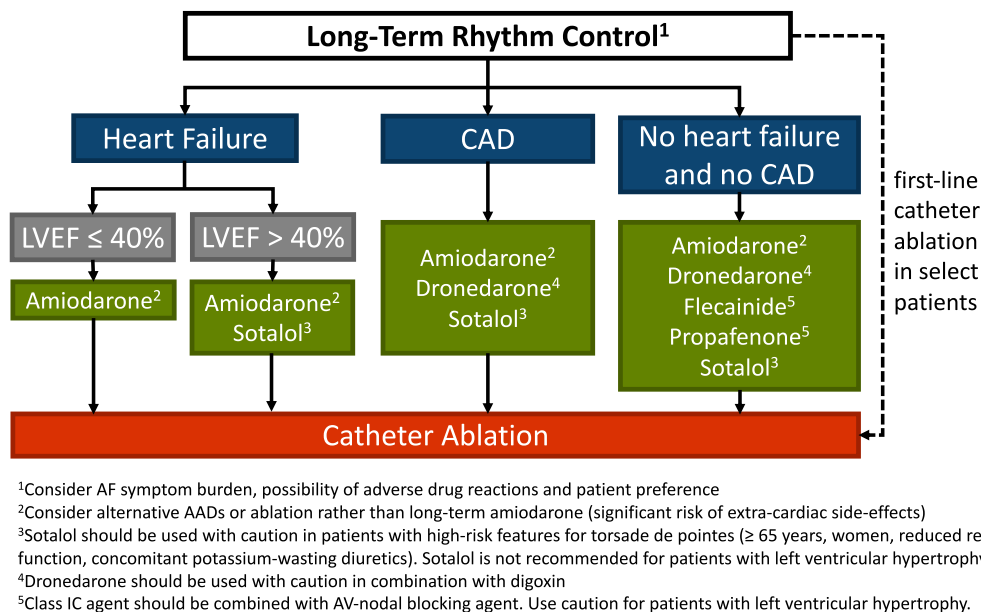 Long-Term Rhythm Control¹
Heart Failure
CAD
No heart failure
and no CAD
first-line
catheter
ablation
in select
patients
LVEF ≤ 40%
LVEF > 40%
Amiodarone²
Amiodarone²
Sotalol³
Amiodarone²
Dronedarone⁴
Sotalol³
Amiodarone²
Dronedarone⁴
Flecainide⁵
Propafenone⁵
Sotalol³
Catheter Ablation
¹Consider AF symptom burden, possibility of adverse drug reactions and patient preference
²Consider alternative AADs or ablation rather than long-term amiodarone (significant risk of extra-cardiac side-effects)
³Sotalol should be used with caution in patients with high-risk features for torsade de pointes (≥ 65 years, women, reduced re
function, concomitant potassium-wasting diuretics). Sotalol is not recommended for patients with left ventricular hypertrophy
⁴Dronedarone should be used with caution in combination with digoxin
⁵Class IC agent should be combined with AV-nodal blocking agent. Use caution for patients with left ventricular hypertrophy.